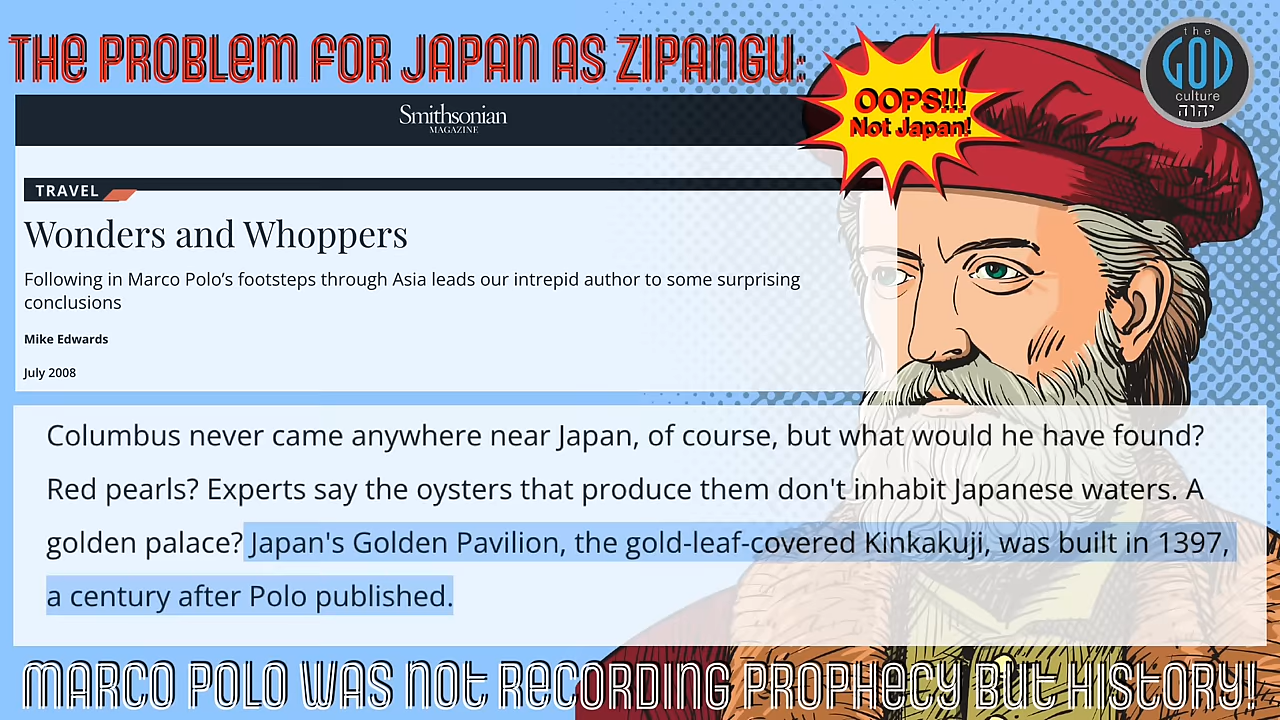 THE PROBLEM FOR JAPAN AS ZIPANGU:
the
GOD
culture
יהוה
OOPS!!!
Not Japan!
Smithsonian
MAGAZINE
TRAVEL
Wonders and Whoppers
Following in Marco Polo’s footsteps through Asia leads our intrepid author to some surprising
conclusions
Mike Edwards
July 2008
Columbus never came anywhere near Japan, of course, but what would he have found?
Red pearls? Experts say the oysters that produce them don't inhabit Japanese waters. A
golden palace? Japan's Golden Pavilion, the gold-leaf-covered Kinkakuji, was built in 1397,
a century after Polo published.
MARCO POLO WAS NOT RECORDING PROPHECY BUT HISTORY!